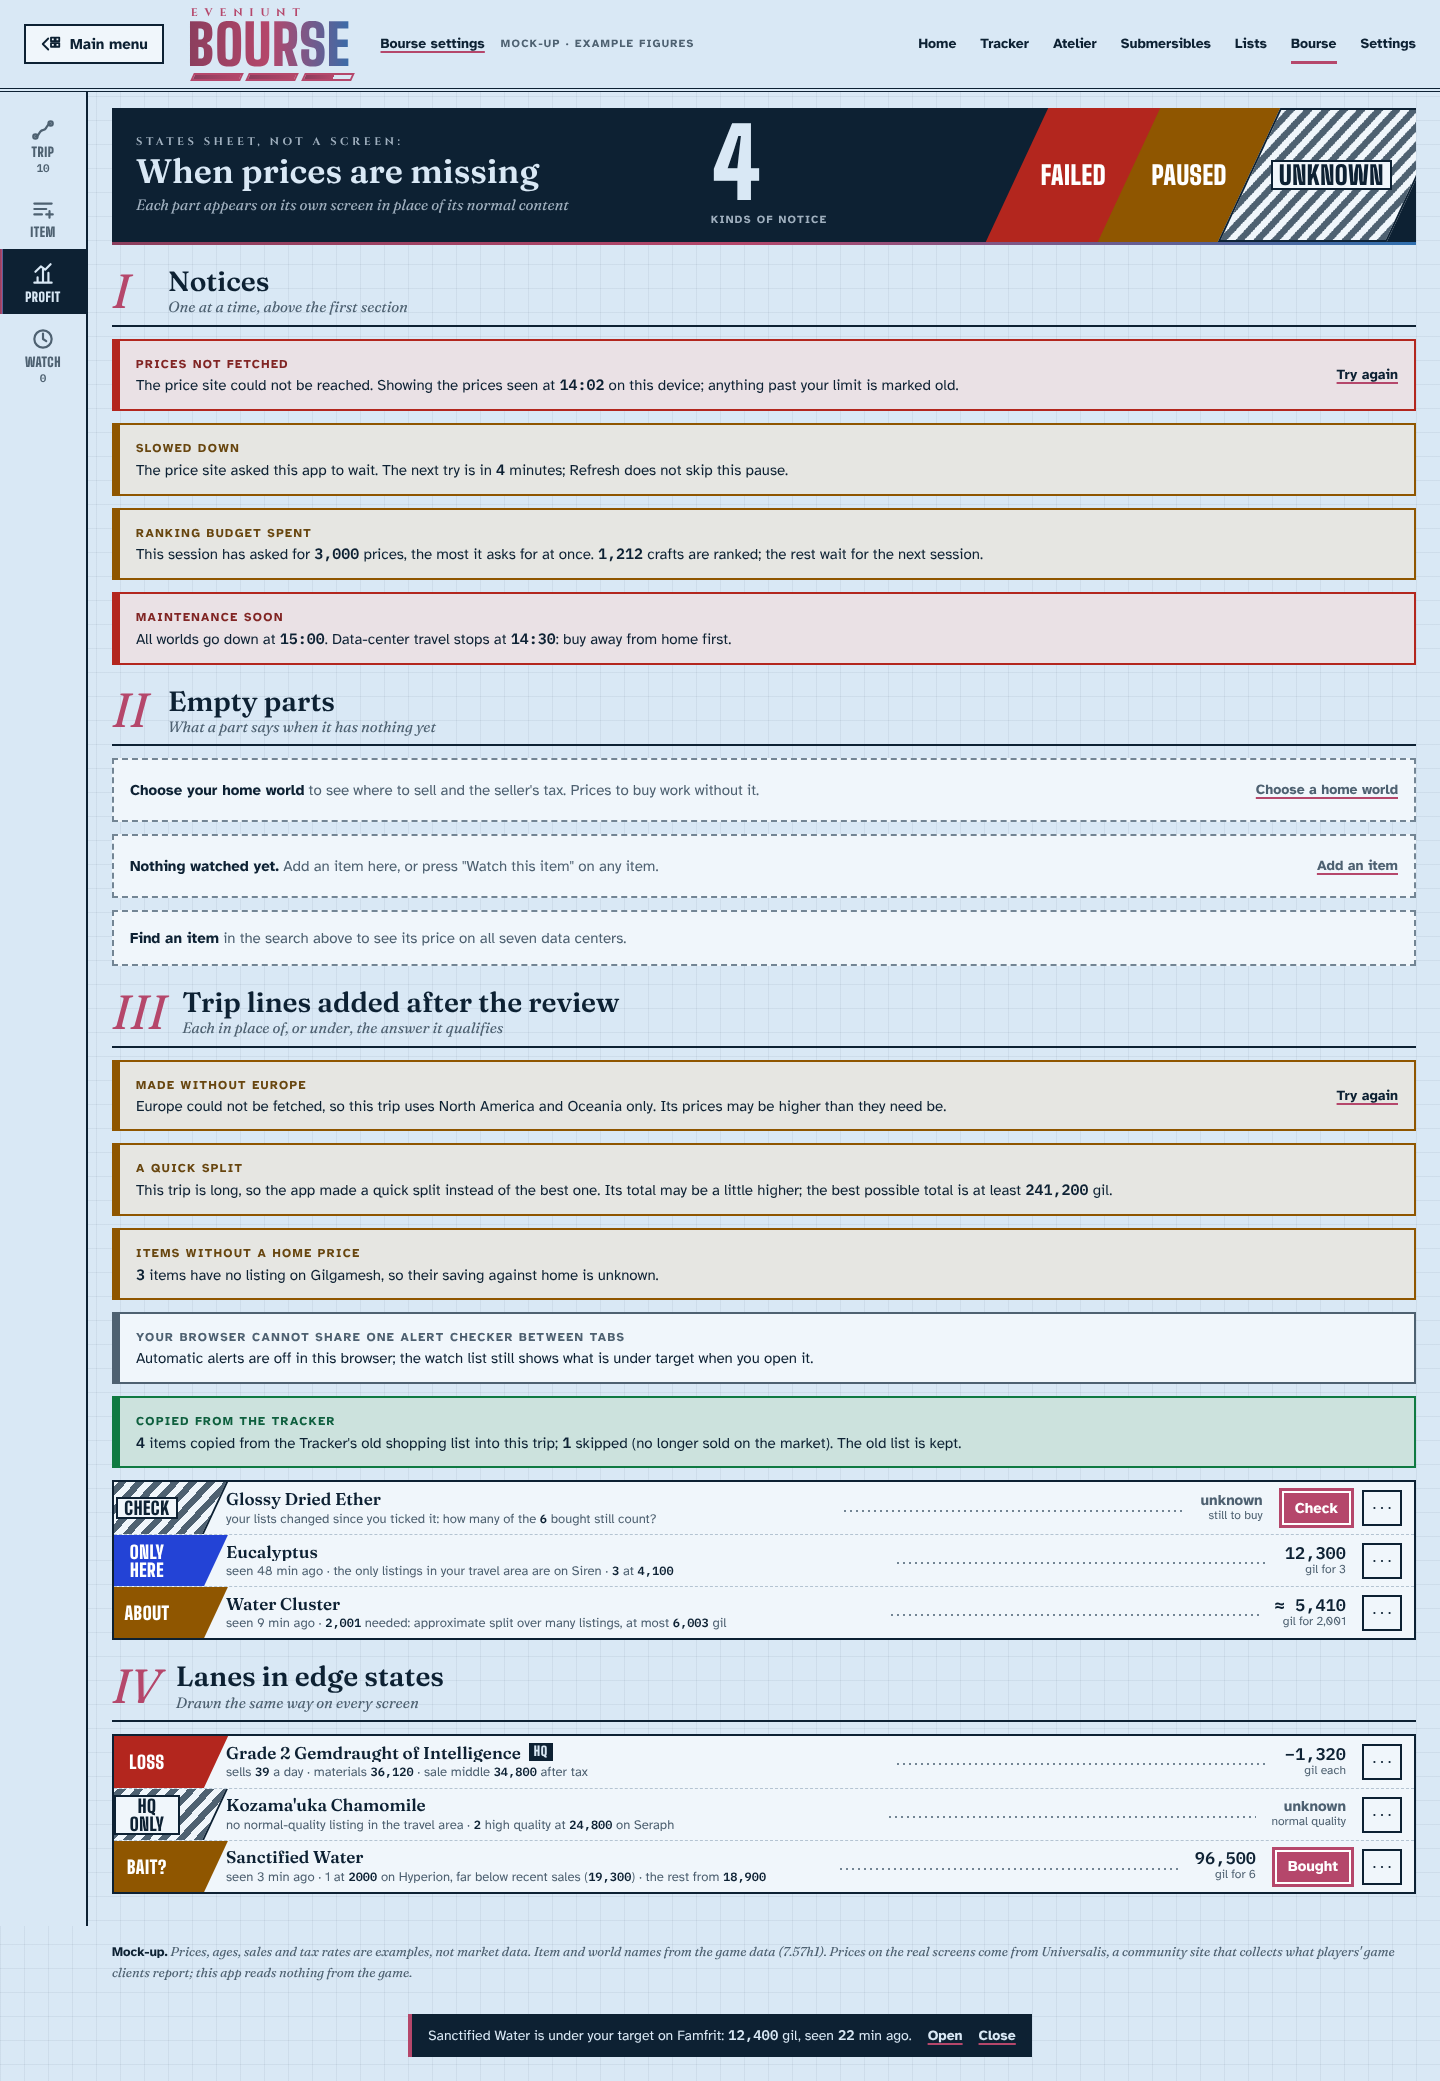 Main menu
EVENIUNT
BOURSE
Bourse settings
MOCK-UP · EXAMPLE FIGURES
Home
Tracker
Atelier
Submersibles
Lists
Bourse
Settings
TRIP
10
ITEM
PROFIT
WATCH
0
STATES SHEET, NOT A SCREEN:
When prices are missing
Each part appears on its own screen in place of its normal content
4
KINDS OF NOTICE
FAILED
PAUSED
UNKNOWN
I
Notices
One at a time, above the first section
PRICES NOT FETCHED
The price site could not be reached. Showing the prices seen at 14:02 on this device; anything past your limit is marked old.
Try again
SLOWED DOWN
The price site asked this app to wait. The next try is in 4 minutes; Refresh does not skip this pause.
RANKING BUDGET SPENT
This session has asked for 3,000 prices, the most it asks for at once. 1,212 crafts are ranked; the rest wait for the next session.
MAINTENANCE SOON
All worlds go down at 15:00. Data-center travel stops at 14:30: buy away from home first.
II
Empty parts
What a part says when it has nothing yet
Choose your home world to see where to sell and the seller's tax. Prices to buy work without it.
Choose a home world
Nothing watched yet. Add an item here, or press "Watch this item" on any item.
Add an item
Find an item in the search above to see its price on all seven data centers.
III
Trip lines added after the review
Each in place of, or under, the answer it qualifies
MADE WITHOUT EUROPE
Europe could not be fetched, so this trip uses North America and Oceania only. Its prices may be higher than they need be.
Try again
A QUICK SPLIT
This trip is long, so the app made a quick split instead of the best one. Its total may be a little higher; the best possible total is at least 241,200 gil.
ITEMS WITHOUT A HOME PRICE
3 items have no listing on Gilgamesh, so their saving against home is unknown.
YOUR BROWSER CANNOT SHARE ONE ALERT CHECKER BETWEEN TABS
Automatic alerts are off in this browser; the watch list still shows what is under target when you open it.
COPIED FROM THE TRACKER
4 items copied from the Tracker's old shopping list into this trip; 1 skipped (no longer sold on the market). The old list is kept.
CHECK
Glossy Dried Ether
your lists changed since you ticked it: how many of the 6 bought still count?
unknown
still to buy
Check
...
ONLY
HERE
Eucalyptus
seen 48 min ago · the only listings in your travel area are on Siren · 3 at 4,100
12,300
gil for 3
...
ABOUT
Water Cluster
seen 9 min ago · 2,001 needed: approximate split over many listings, at most 6,003 gil
≈ 5,410
gil for 2,001
...
IV
Lanes in edge states
Drawn the same way on every screen
LOSS
Grade 2 Gemdraught of Intelligence HQ
sells 39 a day · materials 36,120 · sale middle 34,800 after tax
−1,320
gil each
...
HQ
ONLY
Kozama'uka Chamomile
no normal-quality listing in the travel area · 2 high quality at 24,800 on Seraph
unknown
normal quality
...
BAIT?
Sanctified Water
seen 3 min ago · 1 at 2000 on Hyperion, far below recent sales (19,300) · the rest from 18,900
96,500
gil for 6
Bought
...
Mock-up. Prices, ages, sales and tax rates are examples, not market data. Item and world names from the game data (7.57h1). Prices on the real screens come from Universalis, a community site that collects what players' game
clients report; this app reads nothing from the game.
Sanctified Water is under your target on Famfrit: 12,400 gil, seen 22 min ago.
Open
Close